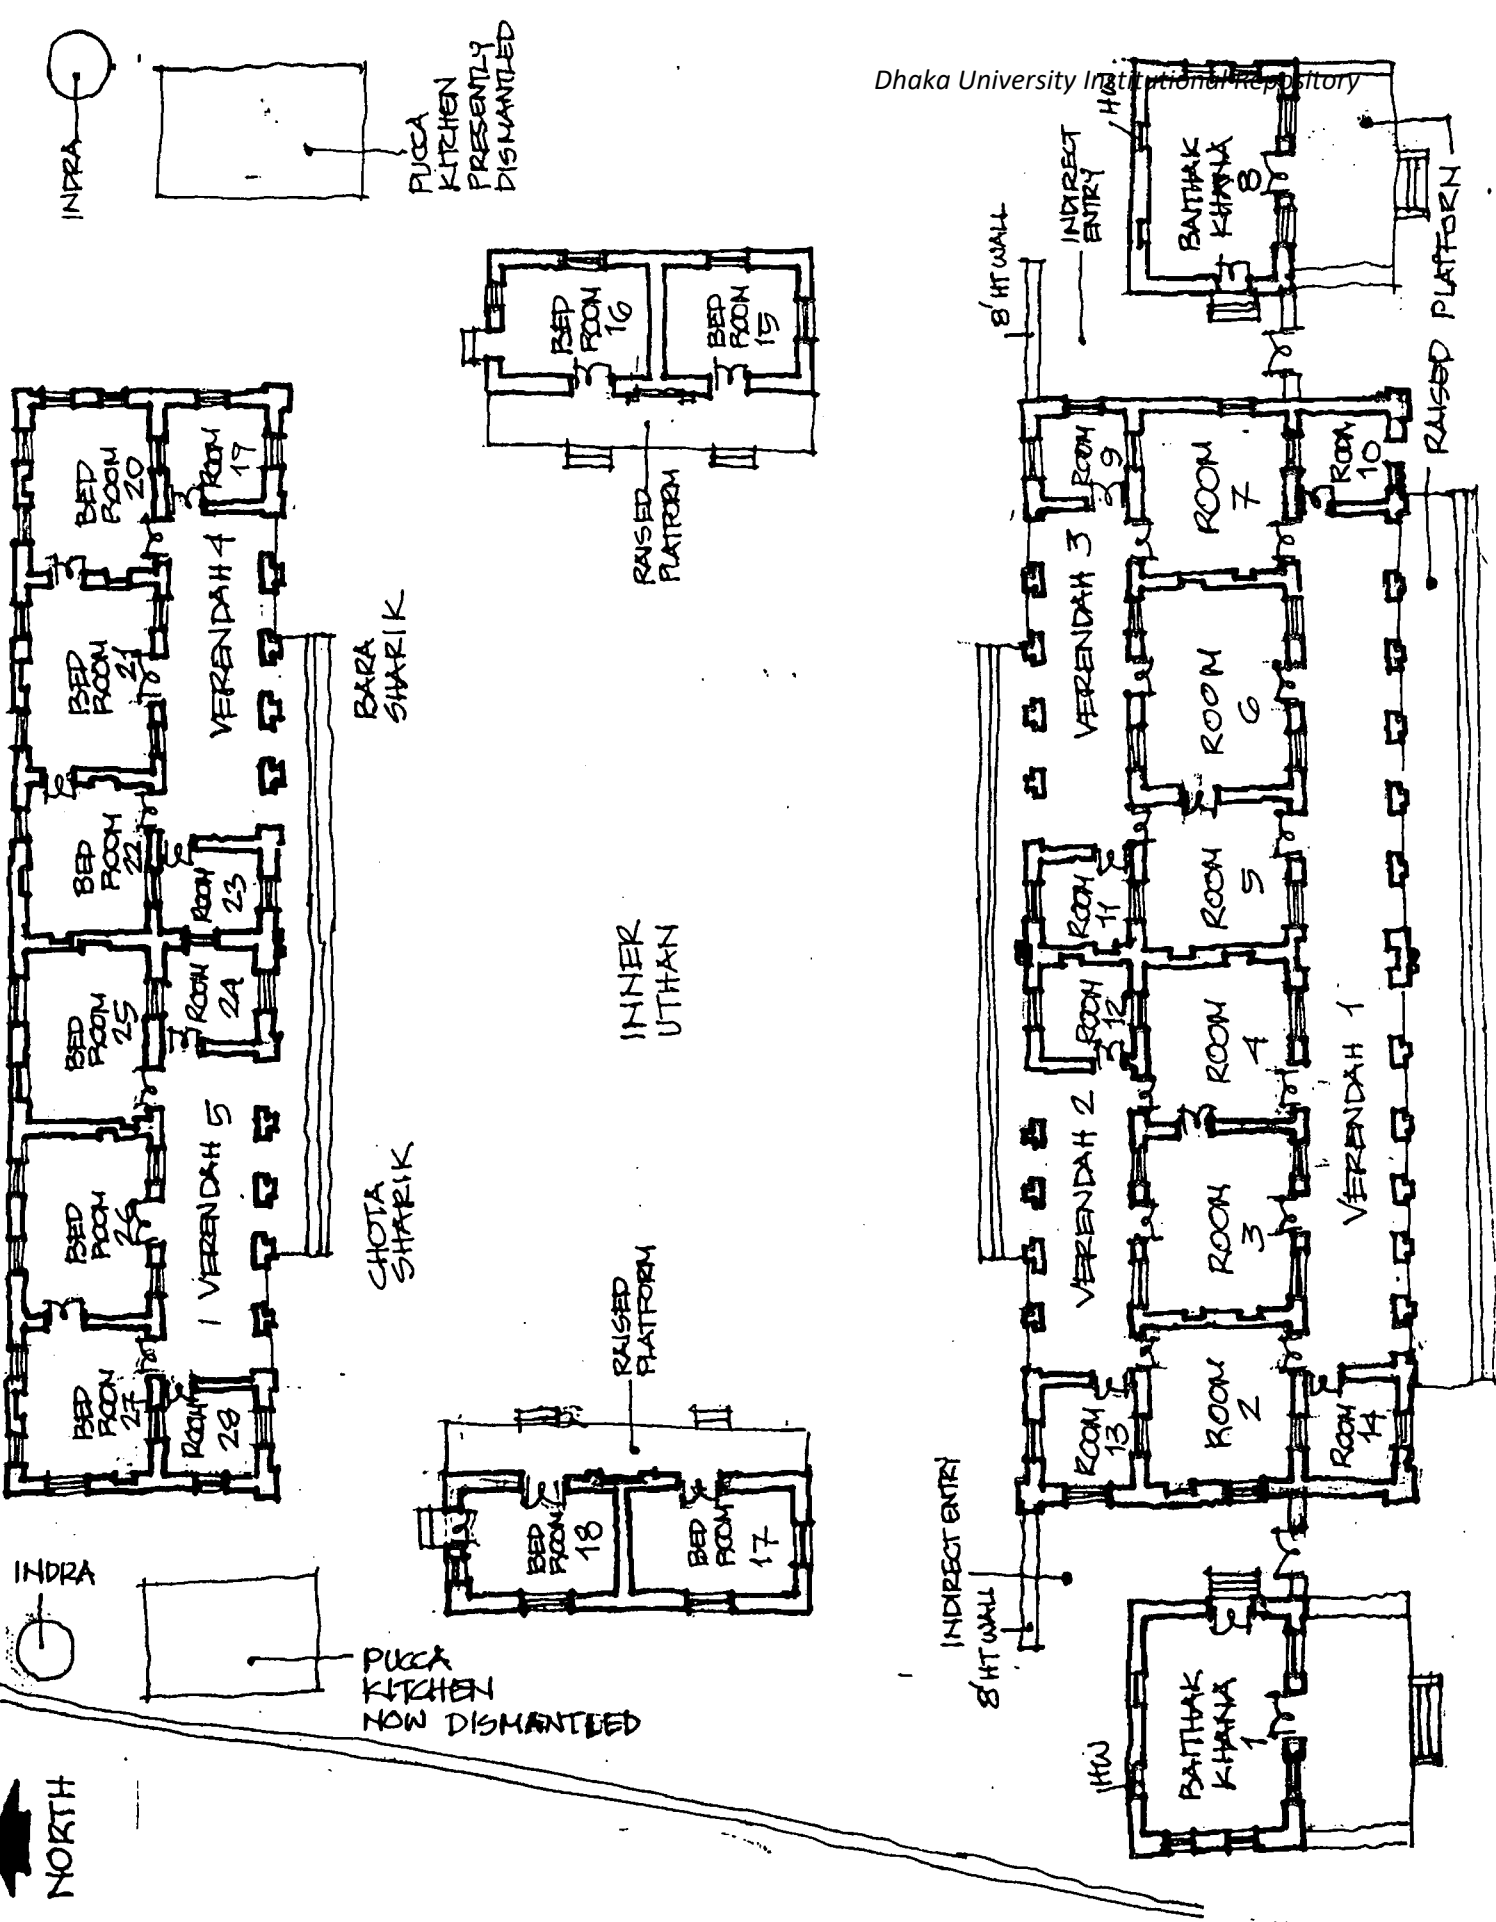 Dhaka University Institutional Repository
INDRA
PUCCA
KITCHEN
PRESENTLY
DISMANTLED
BED
ROOM
16
BED
ROOM
15
RAISED
PLATFORM
8' HT WALL
INDIRECT
ENTRY
HW
BAITHAK
KHANA
8
RAISED PLATFORM
BED
ROOM
20
ROOM
19
VERENDAH 4
BED
ROOM
21
BED
ROOM
22
ROOM
23
BARA
SHARIK
BED
ROOM
25
ROOM
24
VERENDAH 5
BED
ROOM
26
BED
ROOM
27
ROOM
28
CHOTA
SHARIK
INNER
UTHAN
ROOM
9
ROOM
7
ROOM
10
VERENDAH 3
ROOM
6
ROOM
11
ROOM
5
ROOM
12
ROOM
4
VERENDAH 1
VERENDAH 2
ROOM
3
ROOM
13
ROOM
2
ROOM
14
RAISED
PLATFORM
BED
ROOM
18
BED
ROOM
17
INDRA
PUCCA
KITCHEN
NOW DISMANTLED
INDIRECT ENTRY
8' HT WALL
HW
BAITHAK
KHANA
1
NORTH